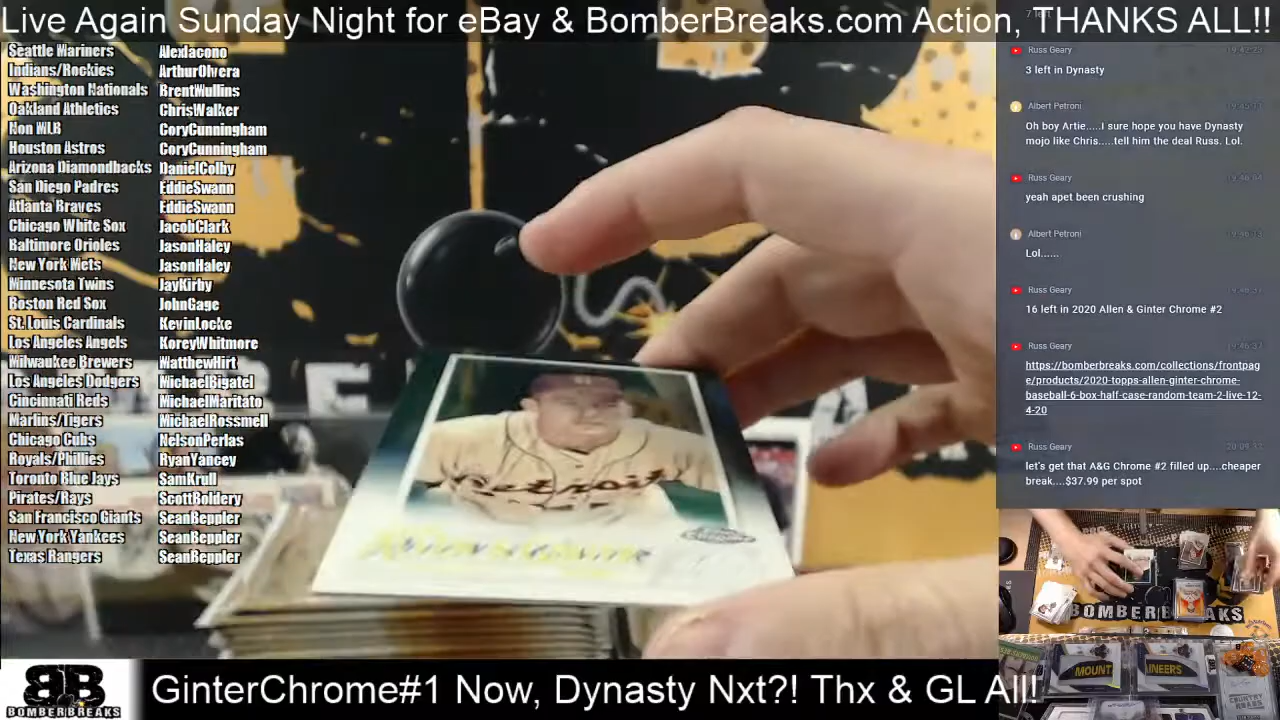 Live Again Sunday Night for eBay & BomberBreaks.com Action, THANKS ALL!!
Seattle Mariners AlexIacono
Indians/Rockies ArthurOlvera
Washington Nationals BrentMullins
Oakland Athletics ChrisWalker
Non MLB CoryCunningham
Houston Astros CoryCunningham
Arizona Diamondbacks DanielColby
San Diego Padres EddieSwann
Atlanta Braves EddieSwann
Chicago White Sox JacobClark
Baltimore Orioles JasonHaley
New York Mets JasonHaley
Minnesota Twins JayKirby
Boston Red Sox JohnGage
St. Louis Cardinals KevinLocke
Los Angeles Angels KoreyWhitmore
Milwaukee Brewers MatthewHirt
Los Angeles Dodgers MichaelBigatel
Cincinnati Reds MichaelMaritato
Marlins/Tigers MichaelRossmell
Chicago Cubs NelsonPerlas
Royals/Phillies RyanYancey
Toronto Blue Jays SamKrull
Pirates/Rays ScottBoldery
San Francisco Giants SeanBeppler
New York Yankees SeanBeppler
Texas Rangers SeanBeppler
Detroit
7 left
Russ Geary
3 left in Dynasty
Albert Petroni
Oh boy Artie.....I sure hope you have Dynasty
mojo like Chris.....tell him the deal Russ. Lol.
Russ Geary
yeah apet been crushing
Albert Petroni
Lol......
Russ Geary
16 left in 2020 Allen & Ginter Chrome #2
Russ Geary
https://bomberbreaks.com/collections/frontpag
e/products/2020-topps-allen-ginter-chrome-
baseball-6-box-half-case-random-team-2-live-12-
4-20
Russ Geary
let's get that A&G Chrome #2 filled up....cheaper
break....$37.99 per spot
BOMBERBREAKS
MOUNT
AINEERS
BB
BOMBERBREAKS
GinterChrome#1 Now, Dynasty Nxt?! Thx & GL All!